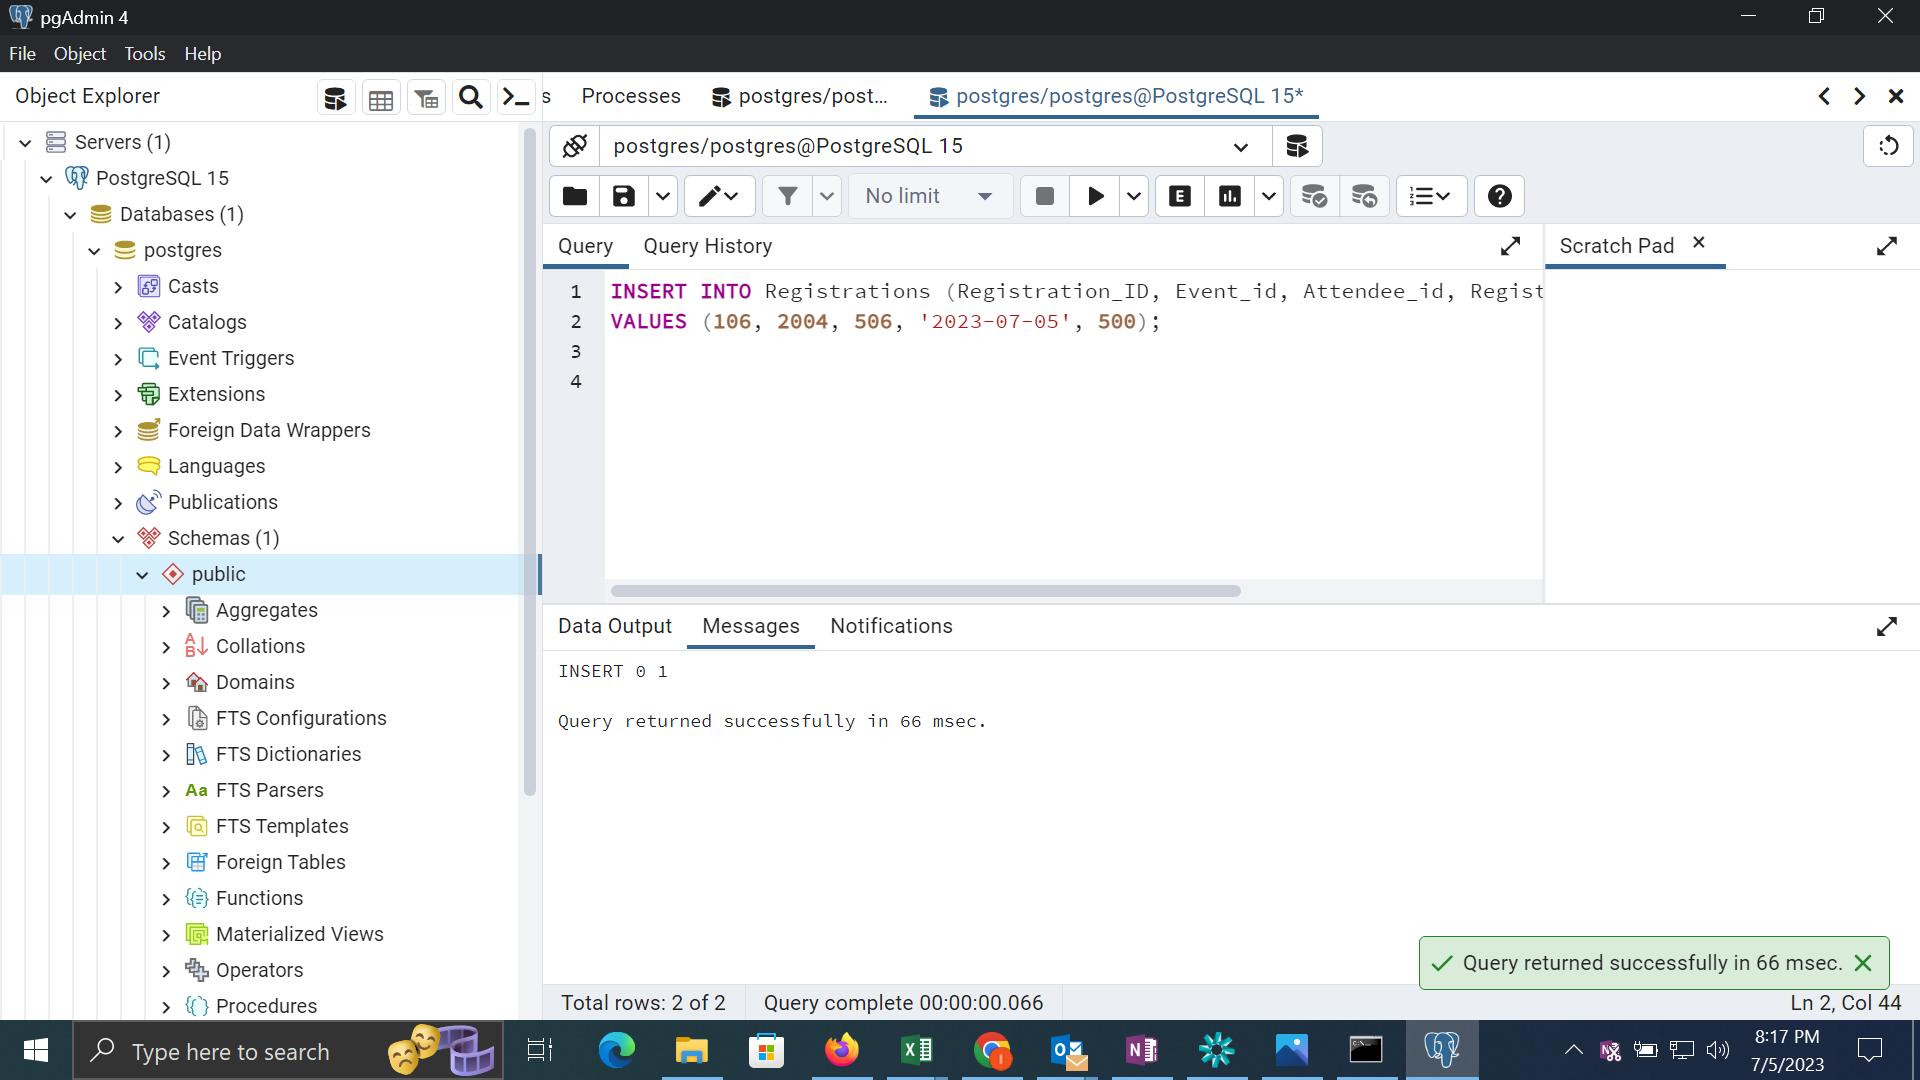 pgAdmin 4
File Object Tools Help
Object Explorer
s Processes postgres/post... postgres/postgres@PostgreSQL 15*
Servers (1)
PostgreSQL 15
Databases (1)
postgres
Casts
Catalogs
Event Triggers
Extensions
Foreign Data Wrappers
Languages
Publications
Schemas (1)
public
Aggregates
Collations
Domains
FTS Configurations
FTS Dictionaries
Aa FTS Parsers
FTS Templates
Foreign Tables
Functions
Materialized Views
Operators
Procedures
postgres/postgres@PostgreSQL 15
No limit E
Query Query History
Scratch Pad
1 INSERT INTO Registrations (Registration_ID, Event_id, Attendee_id, Regist
2 VALUES (106, 2004, 506, '2023-07-05', 500);
3
4
Data Output Messages Notifications
INSERT 0 1
Query returned successfully in 66 msec.
Query returned successfully in 66 msec.
Total rows: 2 of 2 Query complete 00:00:00.066 Ln 2, Col 44
Type here to search
8:17 PM
7/5/2023